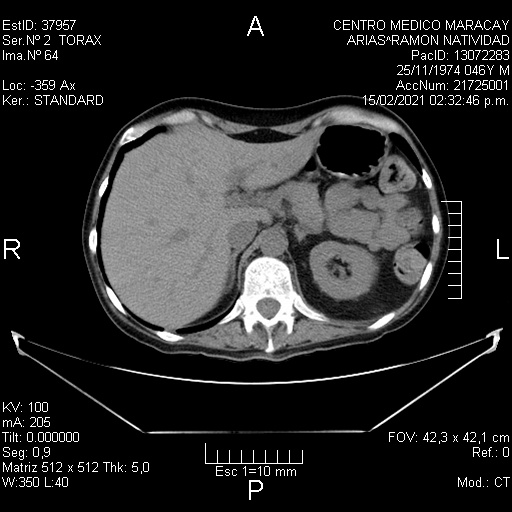 EstID: 37957
Ser.Nº 2 TORAX
Ima.Nº 64
Loc: -359 Ax
Ker.: STANDARD
A
CENTRO MEDICO MARACAY
ARIAS^RAMON NATIVIDAD
PacID: 13072283
25/11/1974 046Y M
AccNum: 21725001
15/02/2021 02:32:46 p.m.
R
L
KV: 100
mA: 205
Tilt: 0.000000
Seg: 0,9
Matriz 512 x 512 Thk: 5,0
W:350 L:40
Esc 1=10 mm
P
FOV: 42,3 x 42,1 cm
Ref.: 0
Mod.: CT